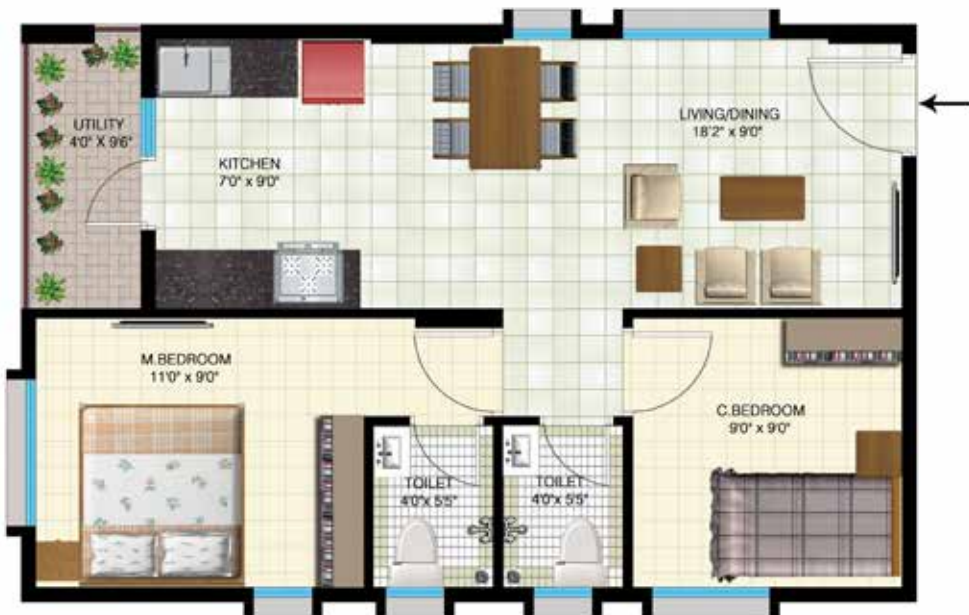 UTILITY
4'0" X 9'6"
KITCHEN
7'0" x 9'0"
LIVING/DINING
18'2" x 9'0"
M.BEDROOM
11'0" x 9'0"
TOILET
4'0"x 5'5"
TOILET
4'0"x 5'5"
C.BEDROOM
9'0" x 9'0"